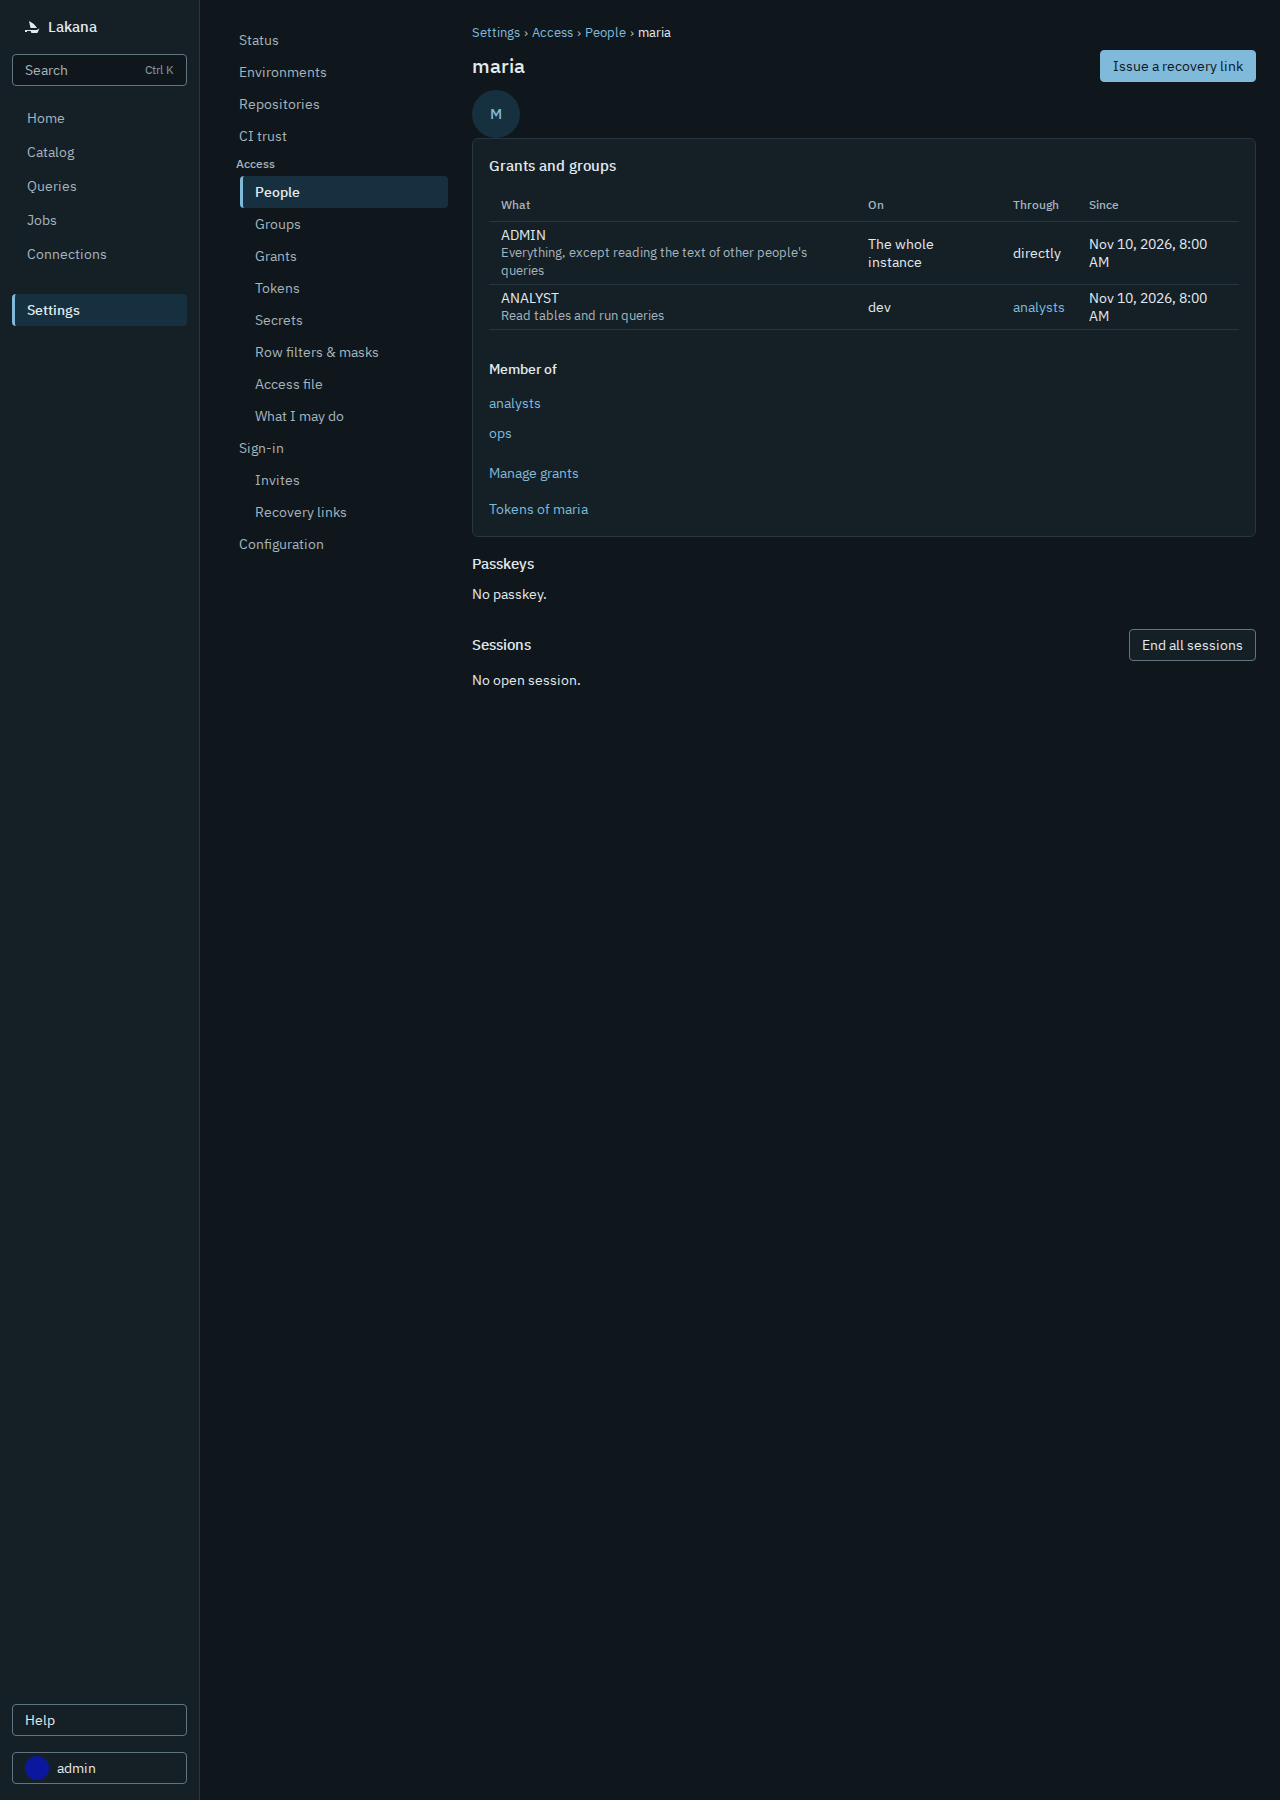 Lakana
Search Ctrl K
Home
Catalog
Queries
Jobs
Connections
Settings
Help
admin
Status
Environments
Repositories
CI trust
Access
People
Groups
Grants
Tokens
Secrets
Row filters & masks
Access file
What I may do
Sign-in
Invites
Recovery links
Configuration
Settings › Access › People › maria
maria
Issue a recovery link
M
Grants and groups
What On Through Since
ADMIN
Everything, except reading the text of other people's
queries
The whole
instance
directly
Nov 10, 2026, 8:00
AM
ANALYST
Read tables and run queries
dev
analysts
Nov 10, 2026, 8:00
AM
Member of
analysts
ops
Manage grants
Tokens of maria
Passkeys
No passkey.
Sessions
End all sessions
No open session.